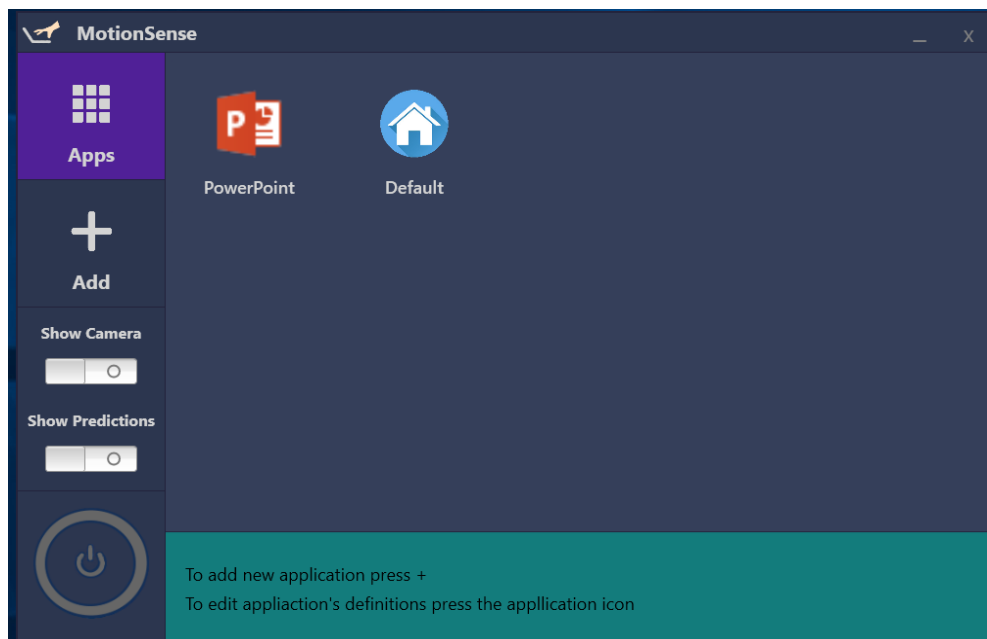 MotionSense
_ X
Apps
PowerPoint Default
Add
Show Camera
O
Show Predictions
O
To add new application press +
To edit appliaction's definitions press the appllication icon